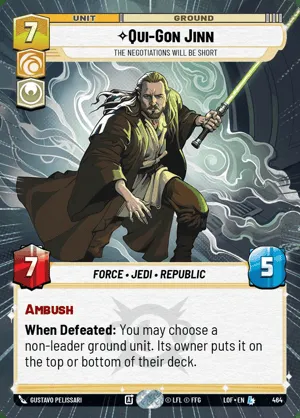 UNIT
GROUND
7
✧Qui-Gon Jinn
THE NEGOTIATIONS WILL BE SHORT
7
5
FORCE • JEDI • REPUBLIC
AMBUSH
When Defeated: You may choose a
non-leader ground unit. Its owner puts it on
the top or bottom of their deck.
GUSTAVO PELISSARI
© LFL © FFG
LOF • EN
464